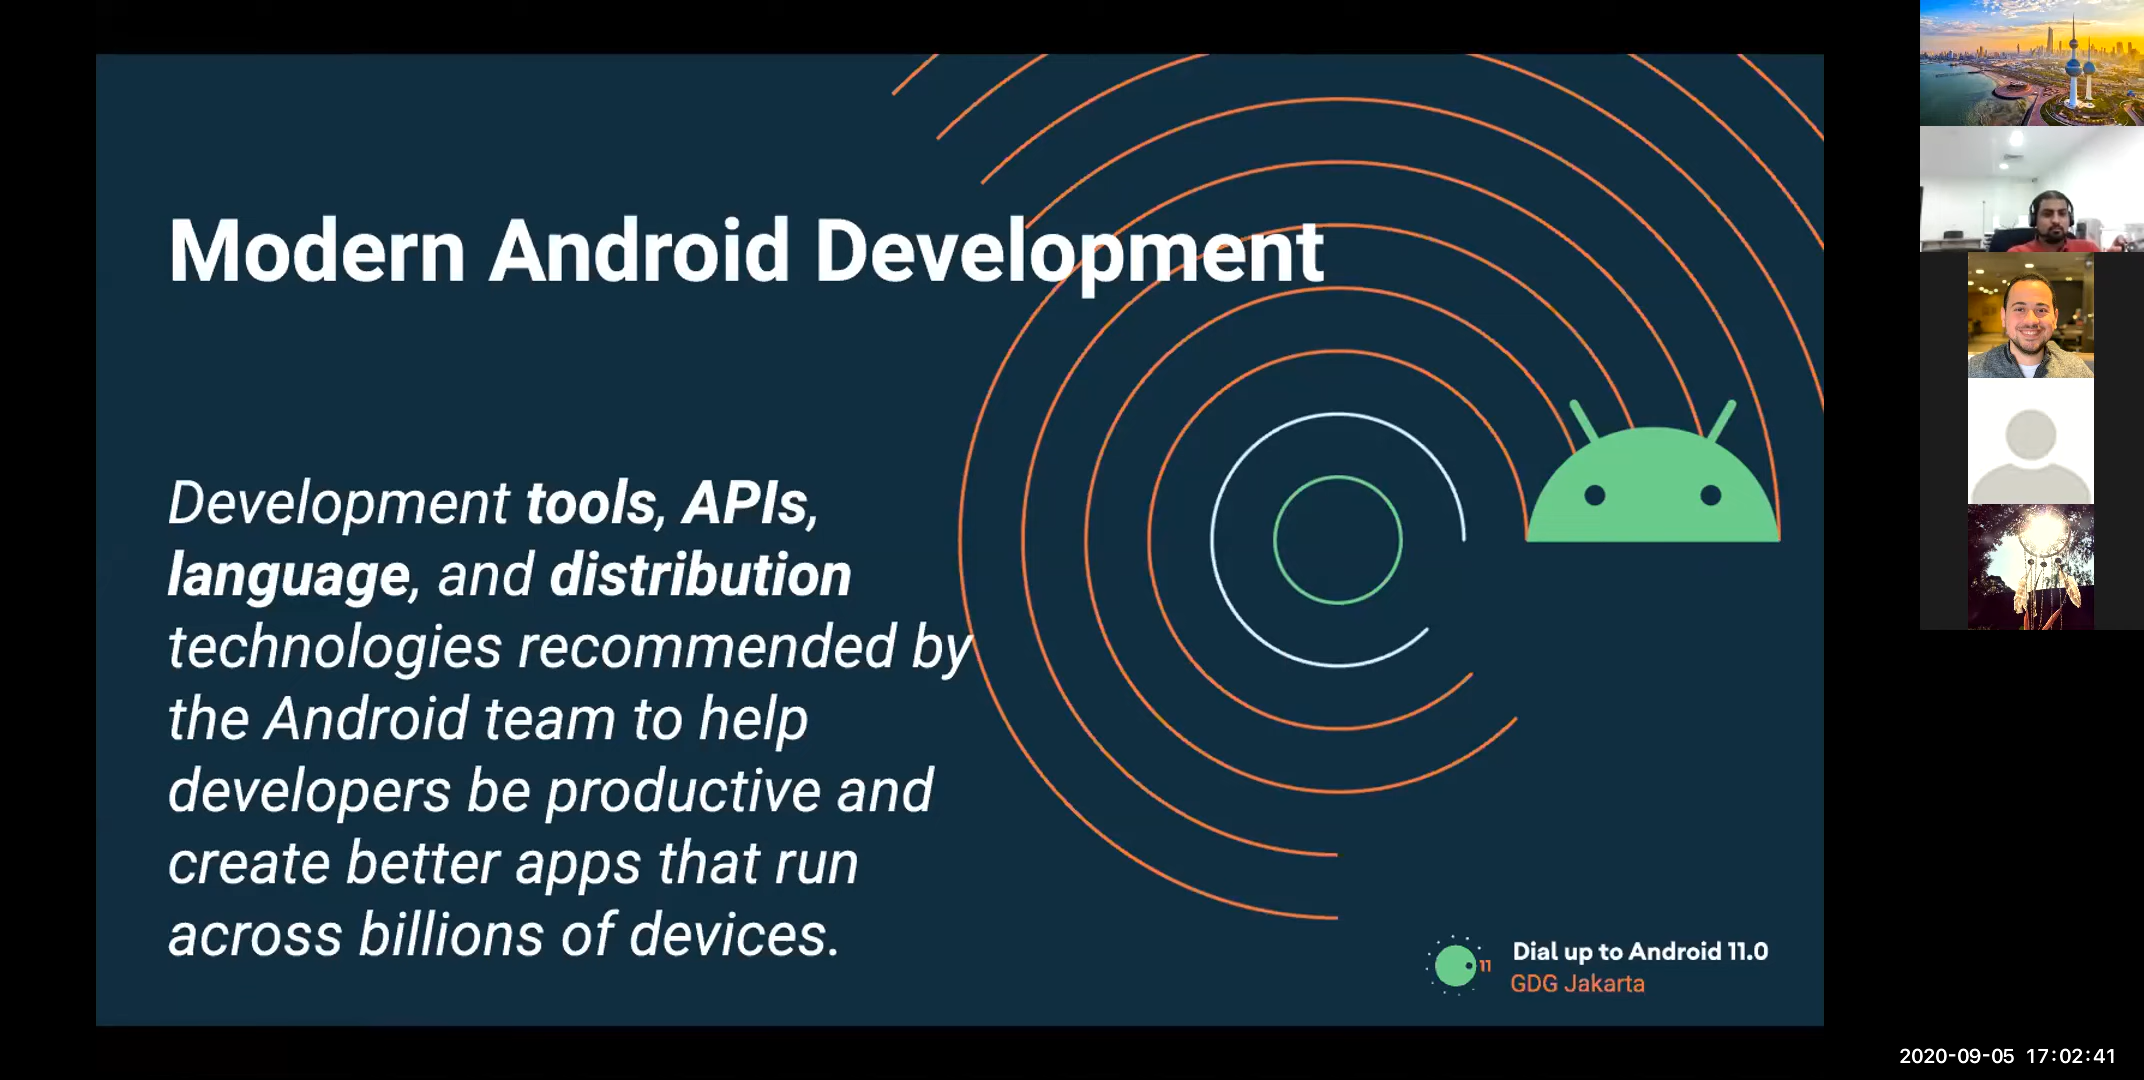 Modern Android Development
Development tools, APIs,
language, and distribution
technologies recommended by
the Android team to help
developers be productive and
create better apps that run
across billions of devices.
11
Dial up to Android 11.0
GDG Jakarta
2020-09-05 17:02:41